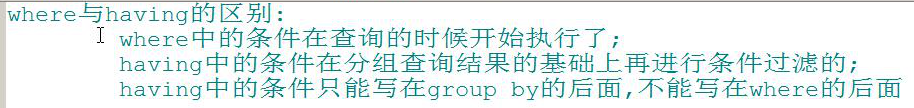 where与having的区别:
where中的条件在查询的时候开始执行了;
having中的条件在分组查询结果的基础上再进行条件过滤的;
having中的条件只能写在group by的后面,不能写在where的后面